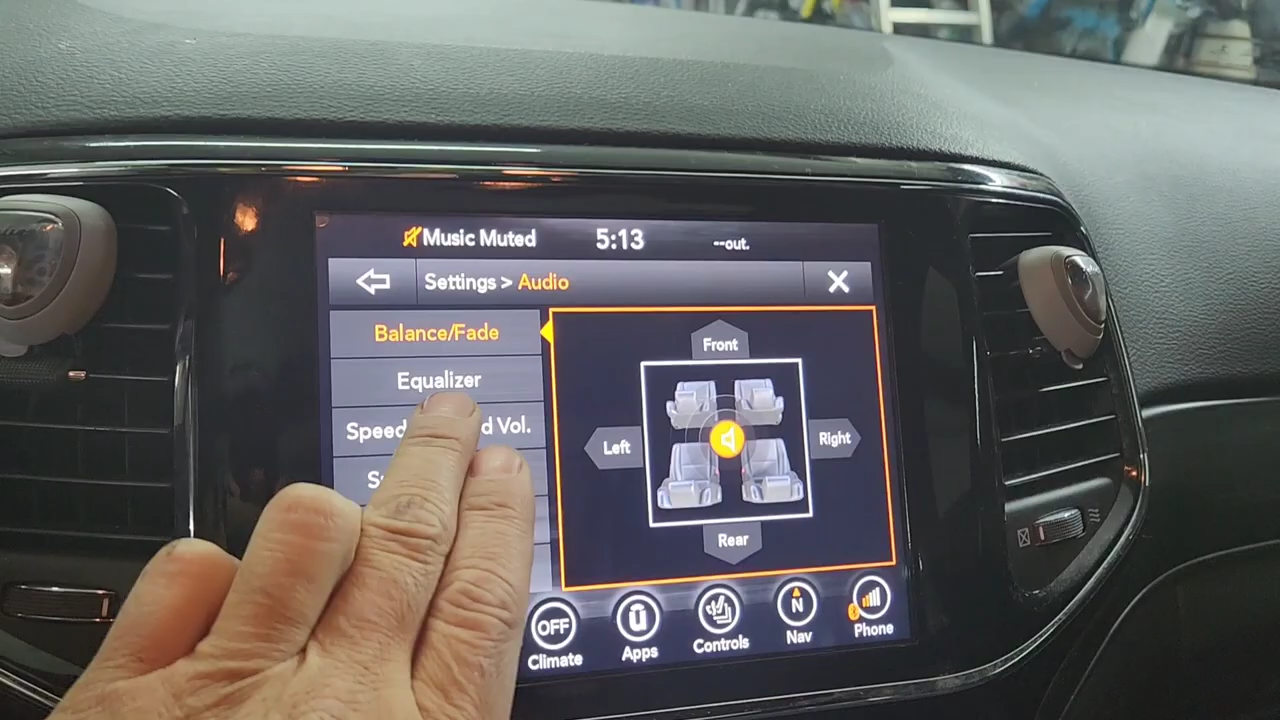 Music Muted 5:13 --out.
Settings > Audio
Balance/Fade
Equalizer
Speed d Vol.
Front
Left
Right
Rear
OFF
Climate
Apps
Controls
N
Nav
Phone